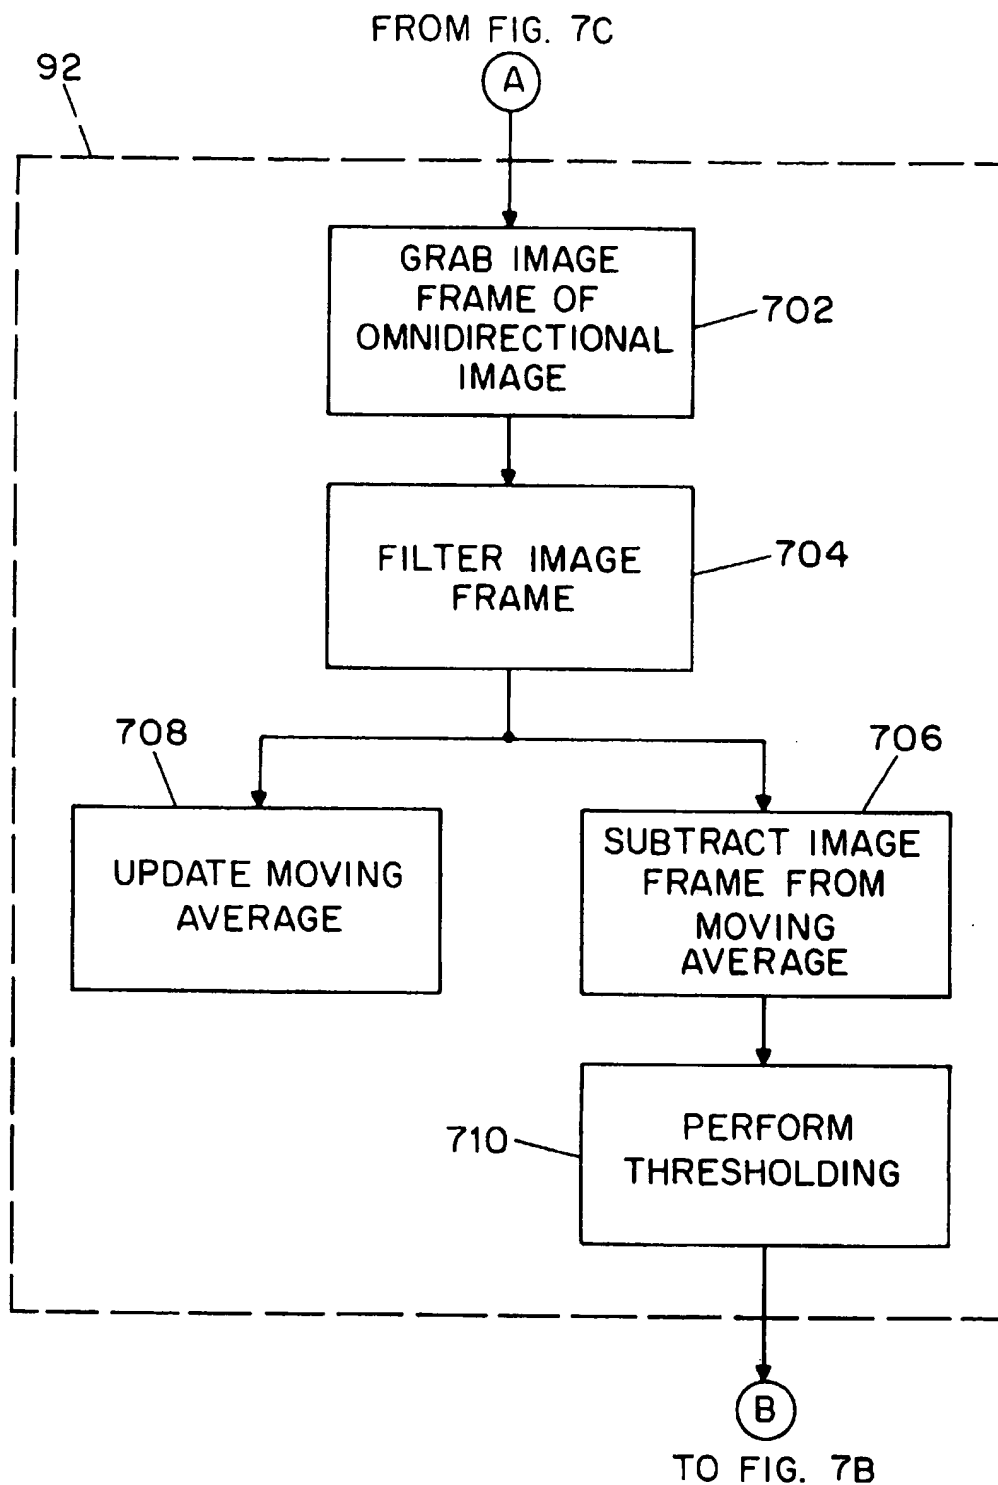 FROM FIG. 7C
A
92
GRAB IMAGE
FRAME OF
OMNIDIRECTIONAL
IMAGE
702
FILTER IMAGE
FRAME
704
708
706
UPDATE MOVING
AVERAGE
SUBTRACT IMAGE
FRAME FROM
MOVING
AVERAGE
710
PERFORM
THRESHOLDING
B
TO FIG. 7B